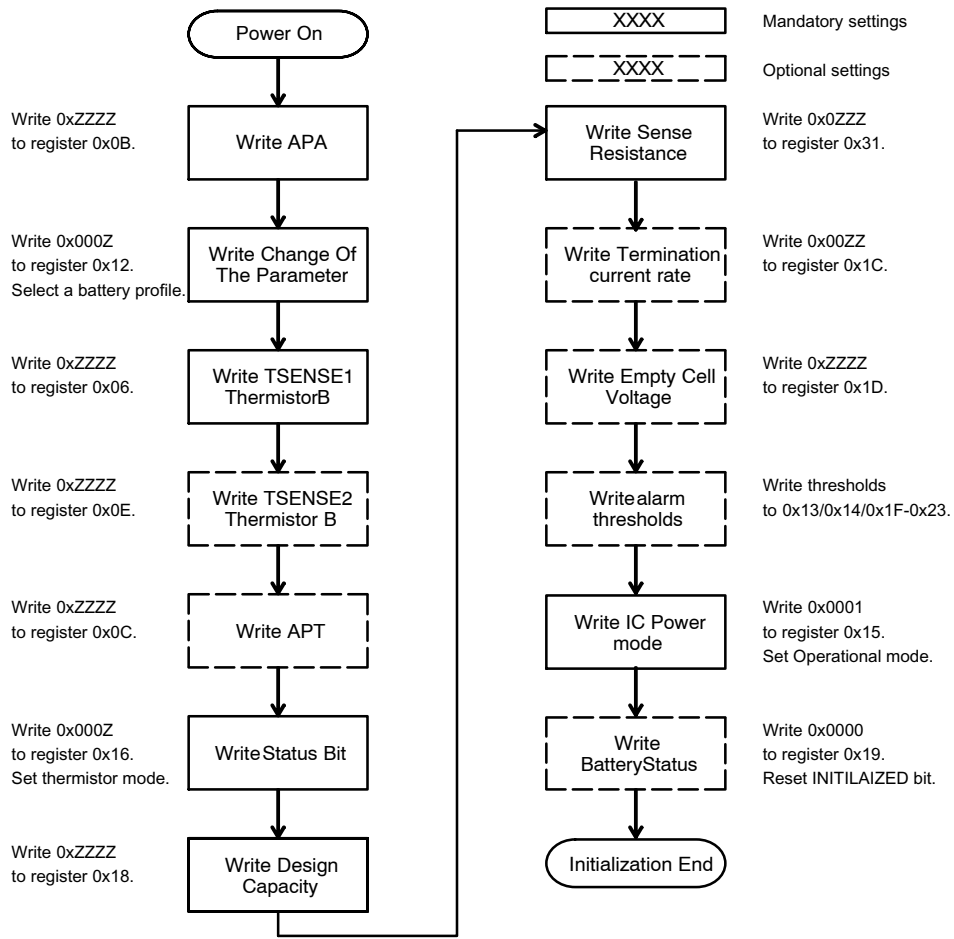 Power On
Write 0xZZZZ
to register 0x0B.
Write APA
Write 0x000Z
to register 0x12.
Select a battery profile.
Write Change Of
The Parameter
Write 0xZZZZ
to register 0x06.
Write TSENSE1
ThermistorB
Write 0xZZZZ
to register 0x0E.
Write TSENSE2
Thermistor B
Write 0xZZZZ
to register 0x0C.
Write APT
Write 0x000Z
to register 0x16.
Set thermistor mode.
WriteStatus Bit
Write 0xZZZZ
to register 0x18.
Write Design
Capacity
XXXX
Mandatory settings
XXXX
Optional settings
Write Sense
Resistance
Write 0x0ZZZ
to register 0x31.
Write Termination
current rate
Write 0x00ZZ
to register 0x1C.
Write Empty Cell
Voltage
Write 0xZZZZ
to register 0x1D.
Writealarm
thresholds
Write thresholds
to 0x13/0x14/0x1F-0x23.
Write IC Power
mode
Write 0x0001
to register 0x15.
Set Operational mode.
Write
BatteryStatus
Write 0x0000
to register 0x19.
Reset INITILAIZED bit.
Initialization End